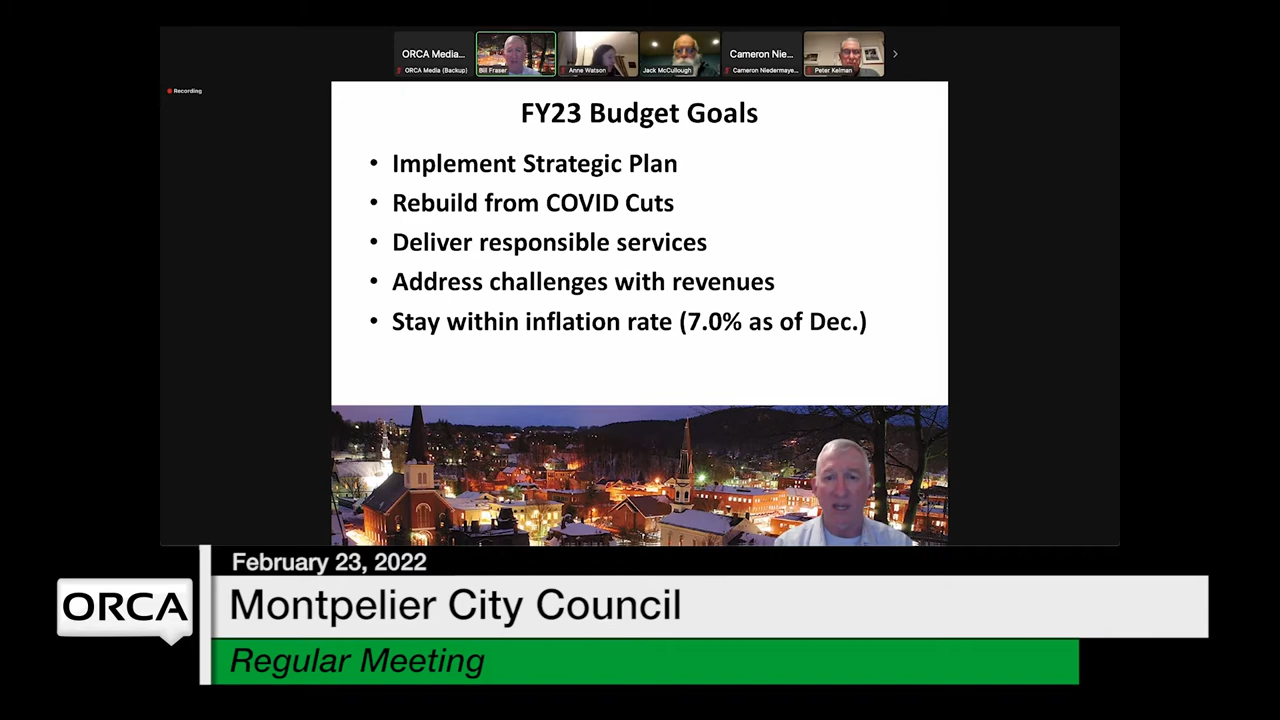 ORCA Media...
ORCA Media (Backup)
Bill Fraser
Anne Watson
Jack McCullough
Cameron Nie...
Cameron Niedermaye...
Peter Kelman
Recording
FY23 Budget Goals
• Implement Strategic Plan
• Rebuild from COVID Cuts
• Deliver responsible services
• Address challenges with revenues
• Stay within inflation rate (7.0% as of Dec.)
February 23, 2022
ORCA
Montpelier City Council
Regular Meeting